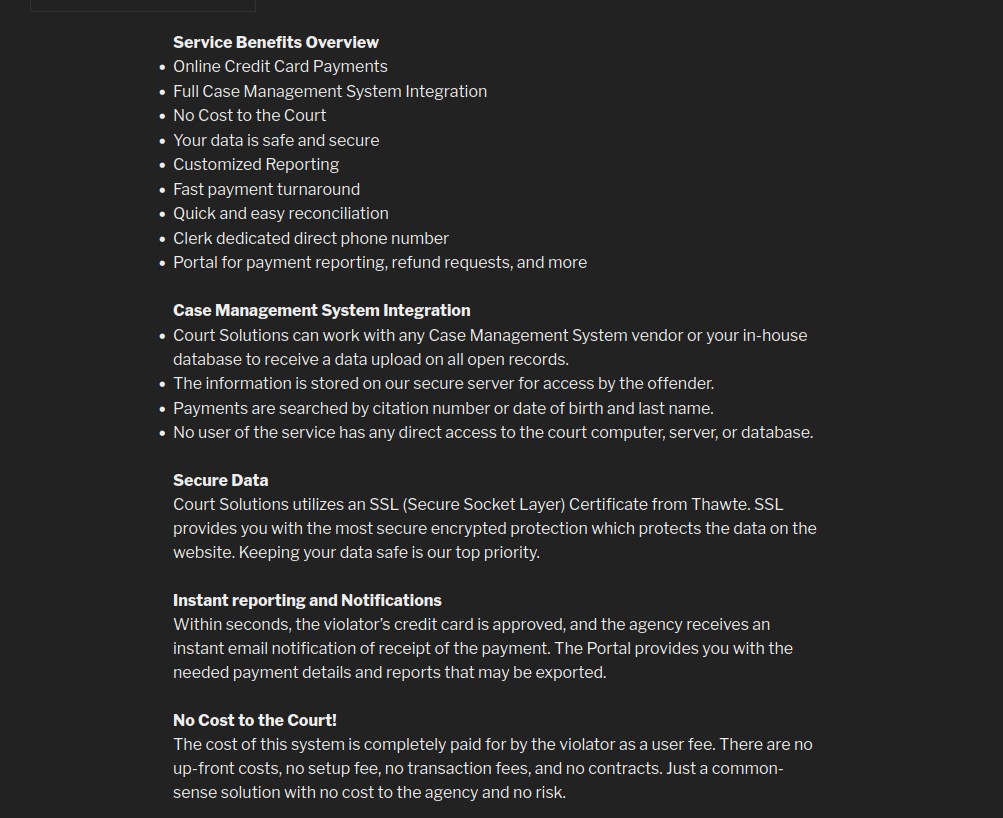 Service Benefits Overview
• Online Credit Card Payments
• Full Case Management System Integration
• No Cost to the Court
• Your data is safe and secure
• Customized Reporting
• Fast payment turnaround
• Quick and easy reconciliation
• Clerk dedicated direct phone number
• Portal for payment reporting, refund requests, and more
Case Management System Integration
• Court Solutions can work with any Case Management System vendor or your in-house
database to receive a data upload on all open records.
• The information is stored on our secure server for access by the offender.
• Payments are searched by citation number or date of birth and last name.
• No user of the service has any direct access to the court computer, server, or database.
Secure Data
Court Solutions utilizes an SSL (Secure Socket Layer) Certificate from Thawte. SSL
provides you with the most secure encrypted protection which protects the data on the
website. Keeping your data safe is our top priority.
Instant reporting and Notifications
Within seconds, the violator’s credit card is approved, and the agency receives an
instant email notification of receipt of the payment. The Portal provides you with the
needed payment details and reports that may be exported.
No Cost to the Court!
The cost of this system is completely paid for by the violator as a user fee. There are no
up-front costs, no setup fee, no transaction fees, and no contracts. Just a common-
sense solution with no cost to the agency and no risk.